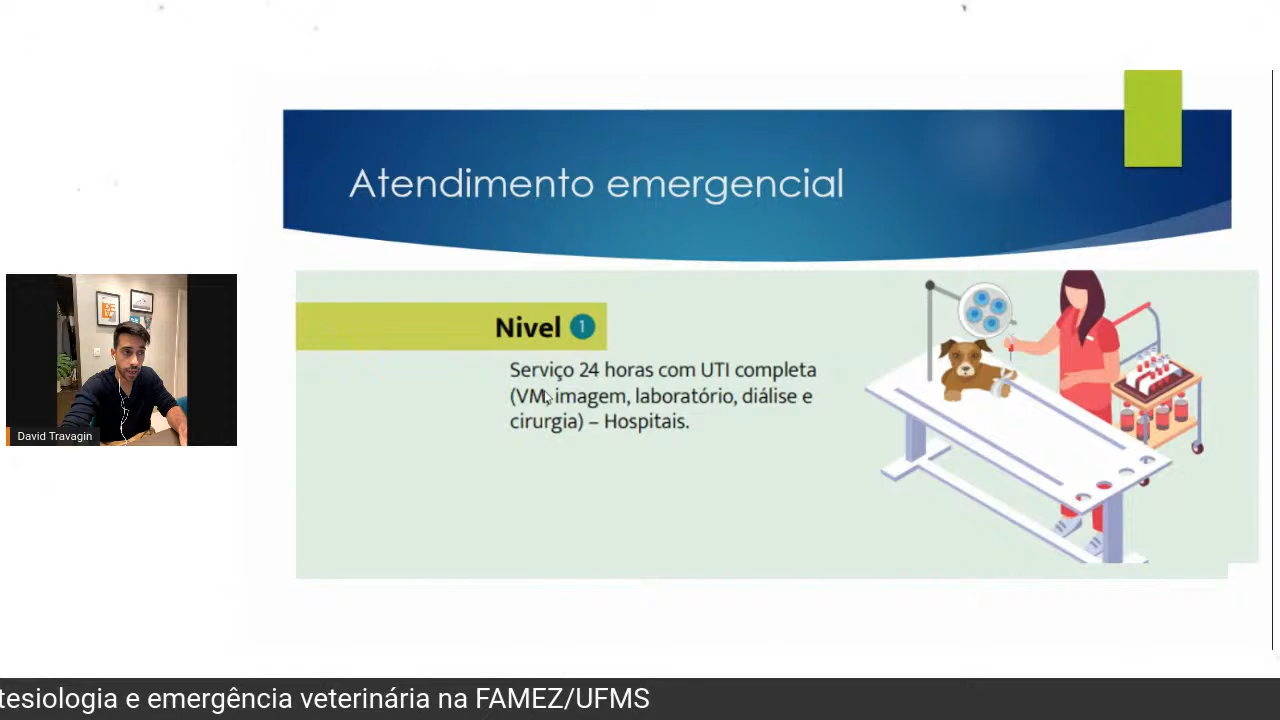 Atendimento emergencial
Nivel 1
Serviço 24 horas com UTI completa
(VM, imagem, laboratório, diálise e
cirurgia) – Hospitais.
David Travagin
tesiologia e emergência veterinária na FAMEZ/UFMS